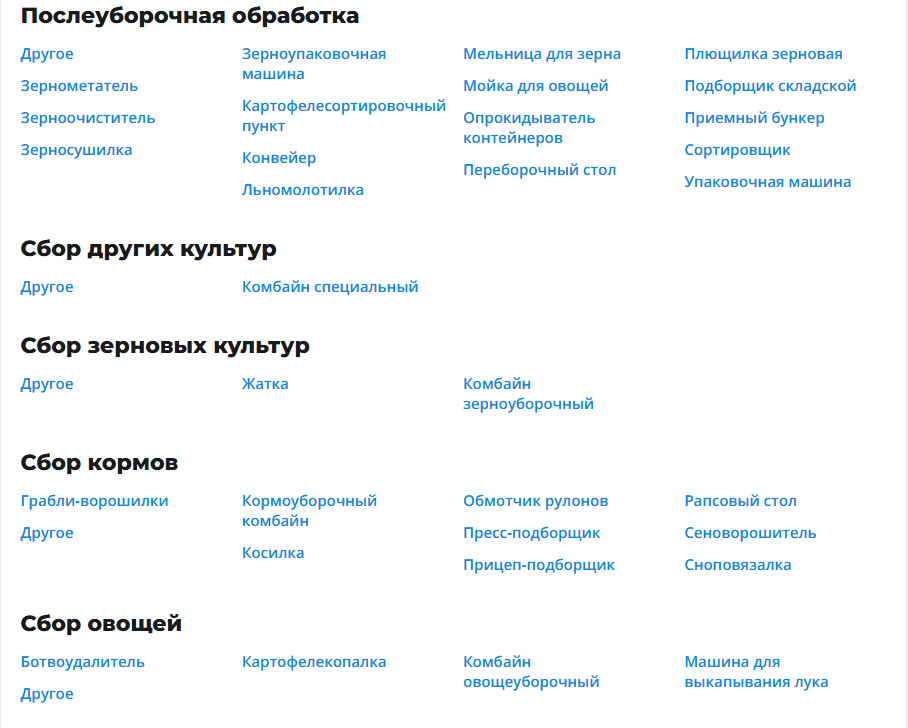 Послеуборочная обработка
Другое
Зернометатель
Зерноочиститель
Зерносушилка
Зерноупаковочная
машина
Картофелесортировочный
пункт
Конвейер
Льномолотилка
Мельница для зерна
Мойка для овощей
Опрокидыватель
контейнеров
Переборочный стол
Плющилка зерновая
Подборщик складской
Приемный бункер
Сортировщик
Упаковочная машина
Сбор других культур
Другое
Комбайн специальный
Сбор зерновых культур
Другое
Жатка
Комбайн
зерноуборочный
Сбор кормов
Грабли-ворошилки
Другое
Кормоуборочный
комбайн
Косилка
Обмотчик рулонов
Пресс-подборщик
Прицеп-подборщик
Рапсовый стол
Сеноворошитель
Сноповязалка
Сбор овощей
Ботвоудалитель
Другое
Картофелекопалка
Комбайн
овощеуборочный
Машина для
выкапывания лука